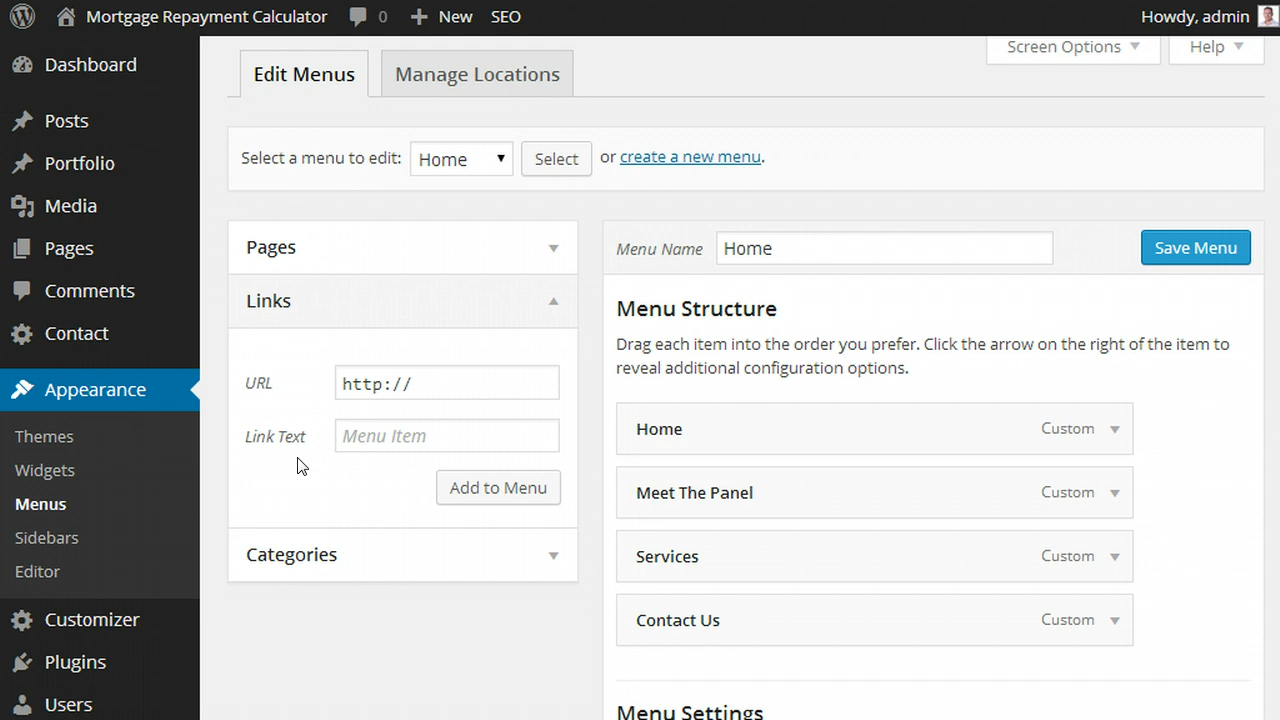 Mortgage Repayment Calculator 0 New SEO Howdy, admin
Screen Options Help
Dashboard
Posts
Portfolio
Media
Pages
Comments
Contact
Appearance
Themes
Widgets
Menus
Sidebars
Editor
Customizer
Plugins
Users
Edit Menus Manage Locations
Select a menu to edit: Home Select or create a new menu.
Pages
Links
URL http://
Link Text Menu Item
Add to Menu
Categories
Menu Name Home Save Menu
Menu Structure
Drag each item into the order you prefer. Click the arrow on the right of the item to
reveal additional configuration options.
Home Custom
Meet The Panel Custom
Services Custom
Contact Us Custom
Menu Settings